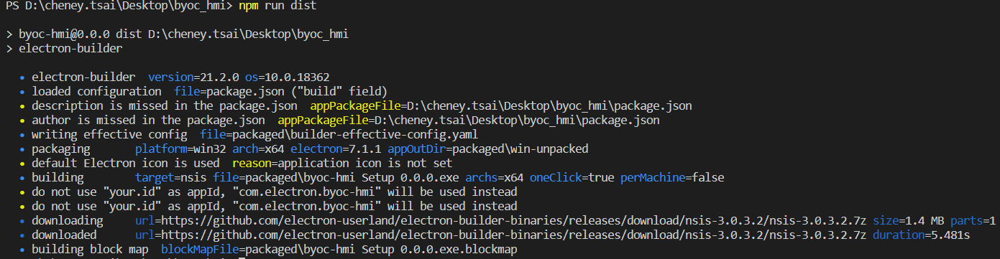 PS D:\cheney.tsai\Desktop\byoc_hmi> npm run dist
> byoc-hmi@0.0.0 dist D:\cheney.tsai\Desktop\byoc_hmi
> electron-builder
• electron-builder version=21.2.0 os=10.0.18362
• loaded configuration file=package.json ("build" field)
• description is missed in the package.json appPackageFile=D:\cheney.tsai\Desktop\byoc_hmi\package.json
• author is missed in the package.json appPackageFile=D:\cheney.tsai\Desktop\byoc_hmi\package.json
• writing effective config file=packaged\builder-effective-config.yaml
• packaging platform=win32 arch=x64 electron=7.1.1 appOutDir=packaged\win-unpacked
• default Electron icon is used reason=application icon is not set
• building target=nsis file=packaged\byoc-hmi Setup 0.0.0.exe archs=x64 oneClick=true perMachine=false
• do not use "your.id" as appId, "com.electron.byoc-hmi" will be used instead
• do not use "your.id" as appId, "com.electron.byoc-hmi" will be used instead
• downloading url=https://github.com/electron-userland/electron-builder-binaries/releases/download/nsis-3.0.3.2/nsis-3.0.3.2.7z size=1.4 MB parts=1
• downloaded url=https://github.com/electron-userland/electron-builder-binaries/releases/download/nsis-3.0.3.2/nsis-3.0.3.2.7z duration=5.481s
• building block map blockMapFile=packaged\byoc-hmi Setup 0.0.0.exe.blockmap